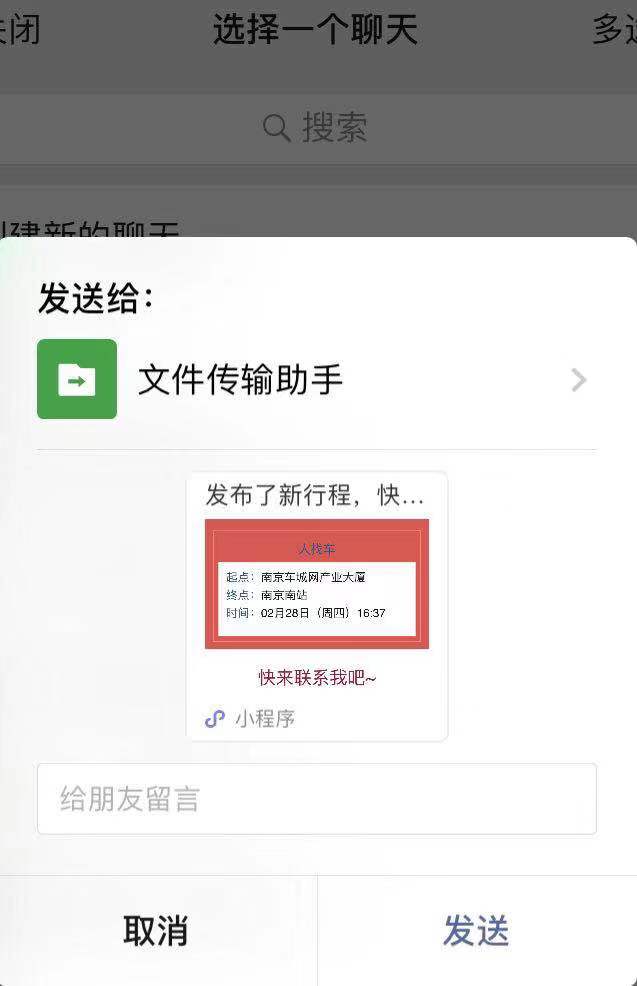 关闭
选择一个聊天
多选
搜索
创建新的聊天
发送给:
文件传输助手
发布了新行程，快...
人找车
起点：南京车城网产业大厦
终点：南京南站
时间：02月28日（周四）16:37
快来联系我吧~
小程序
给朋友留言
取消
发送